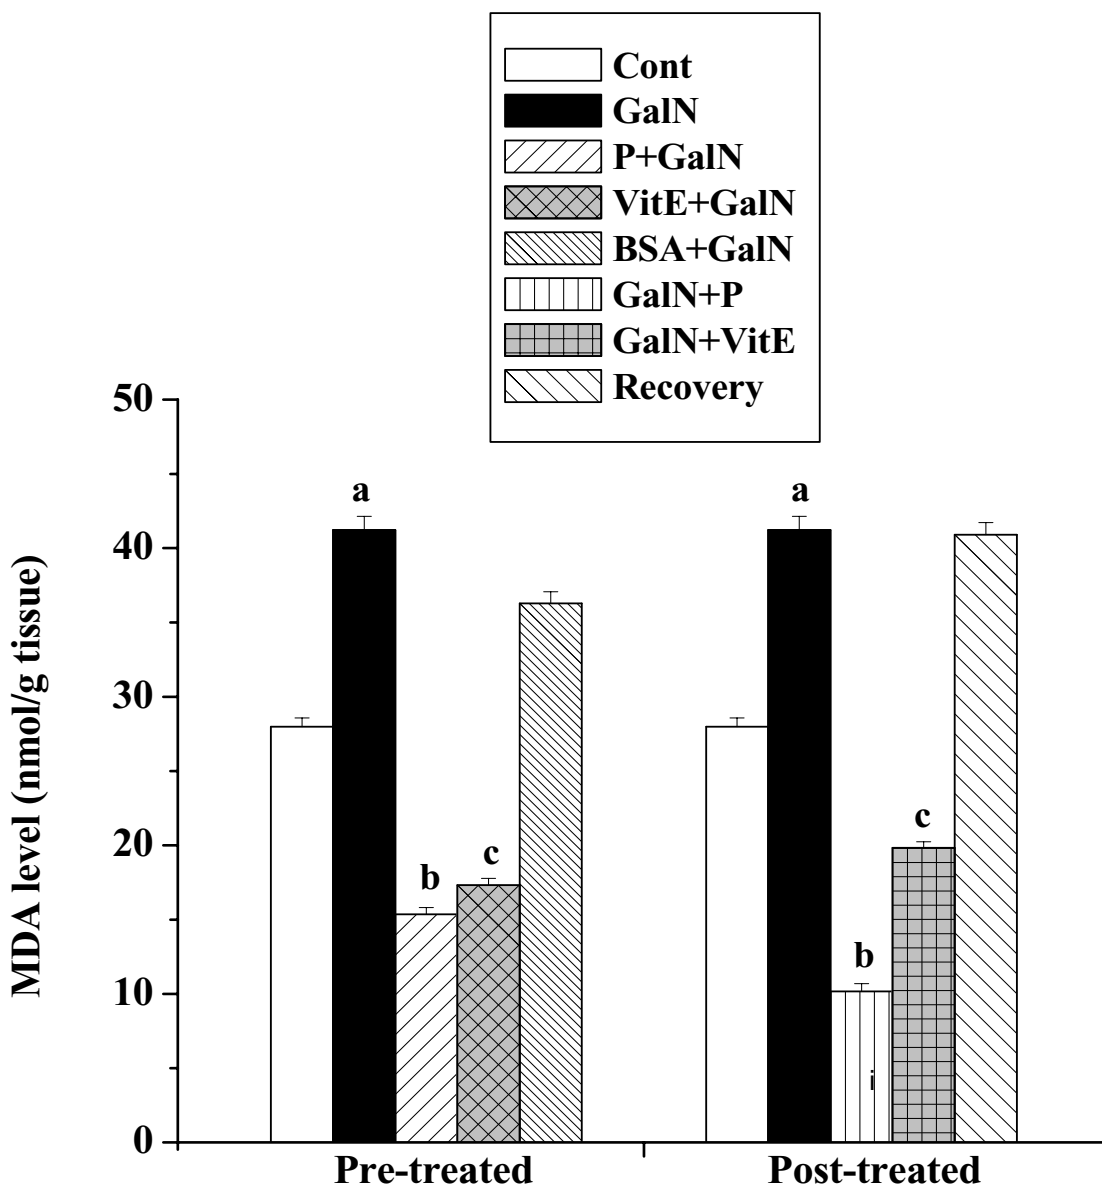 Cont
GalN
P+GalN
VitE+GalN
BSA+GalN
GalN+P
GalN+VitE
Recovery
50
40
30
20
10
0
MDA level (nmol/g tissue)
a
b
c
a
b
c
i
Pre-treated
Post-treated